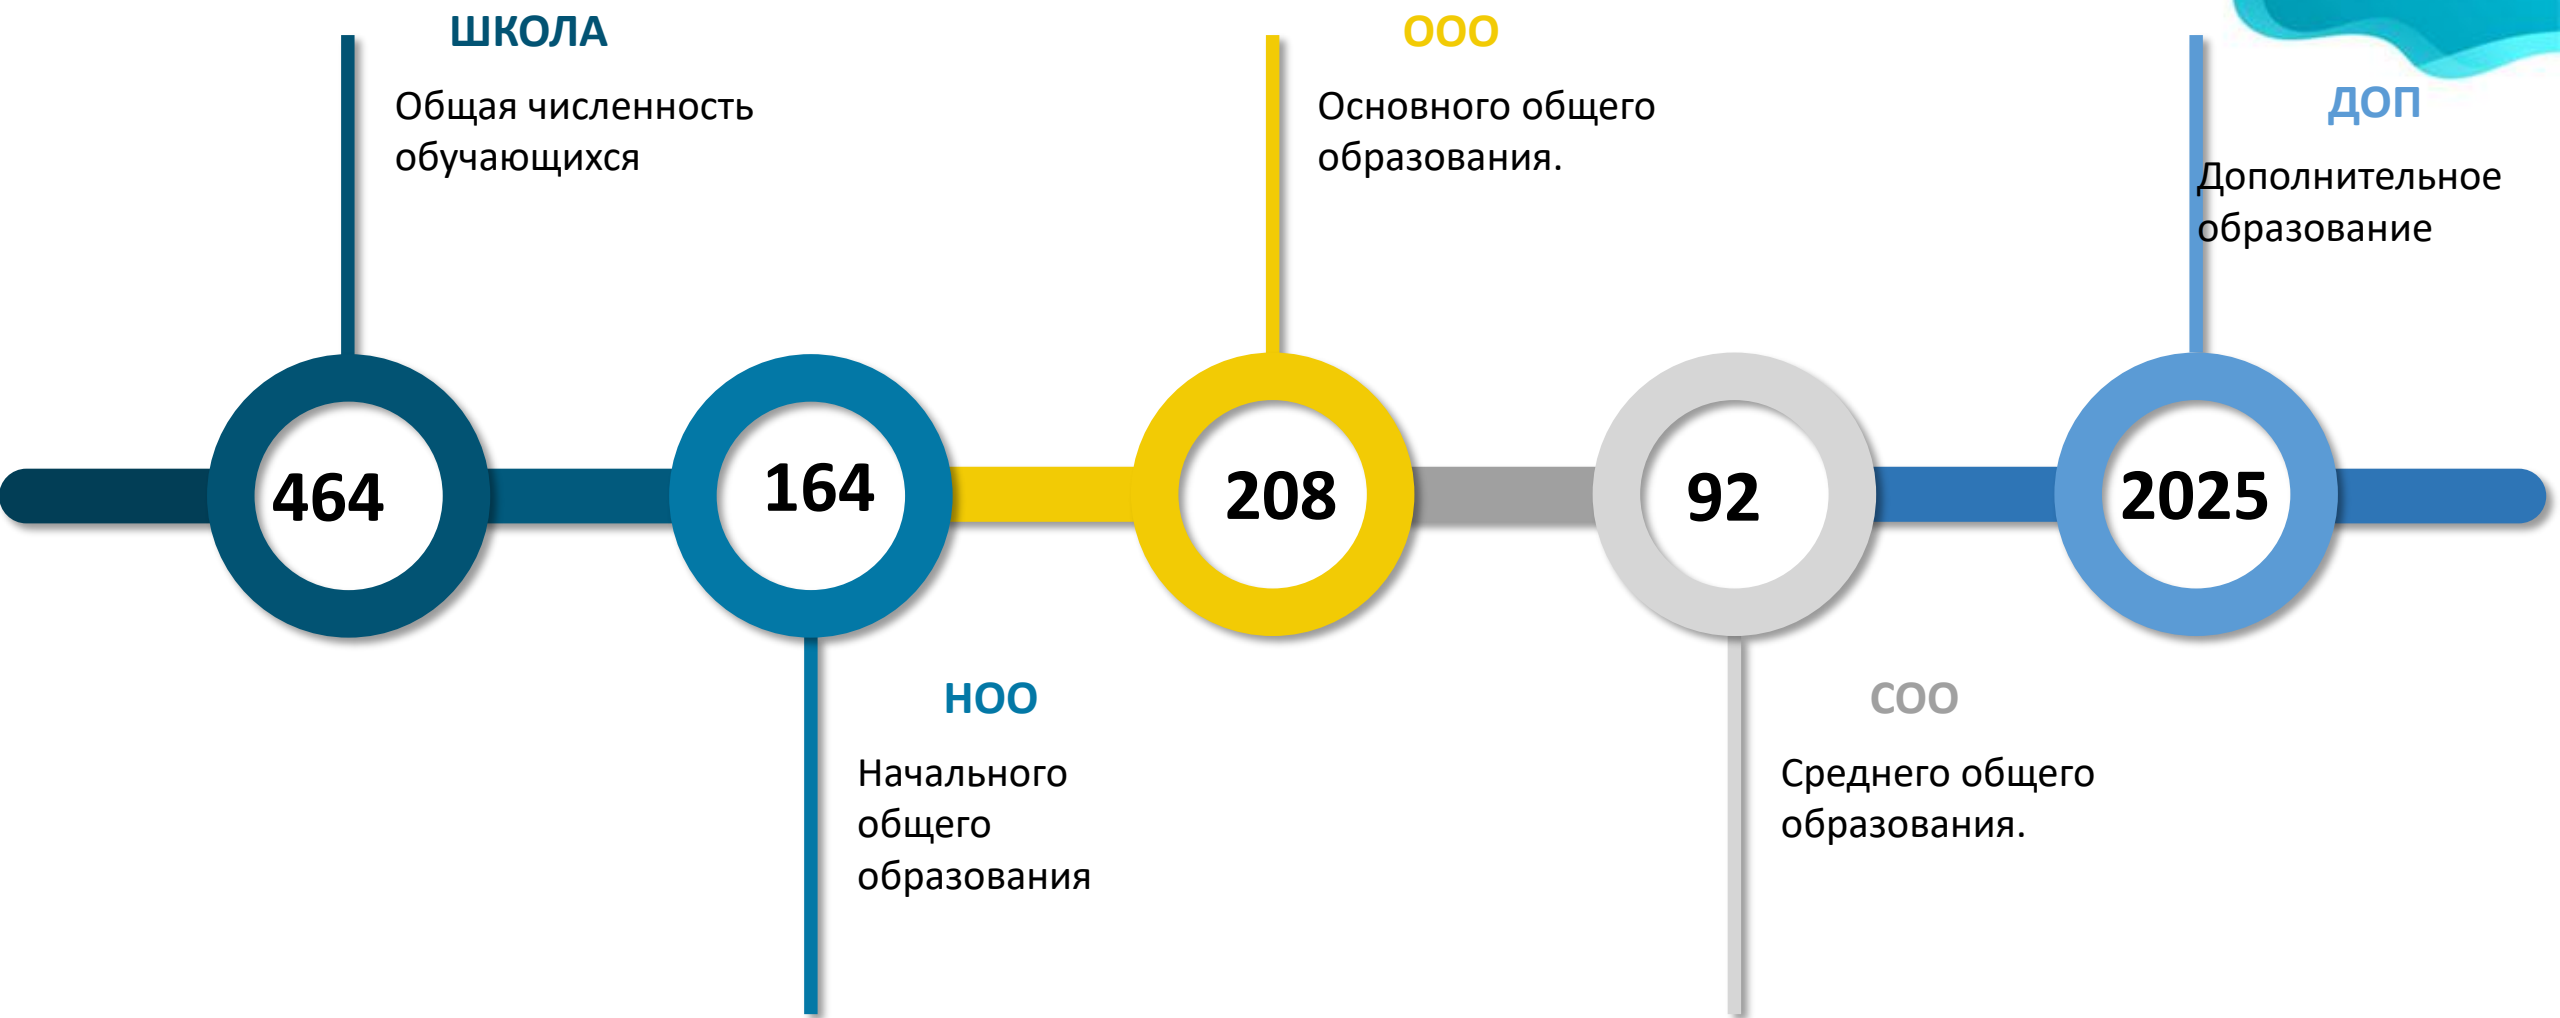 ШКОЛА
Общая численность
обучающихся
ООО
Основного общего
образования.
ДОП
Дополнительное
образование
464
164
208
92
2025
НОО
Начального
общего
образования
СОО
Среднего общего
образования.